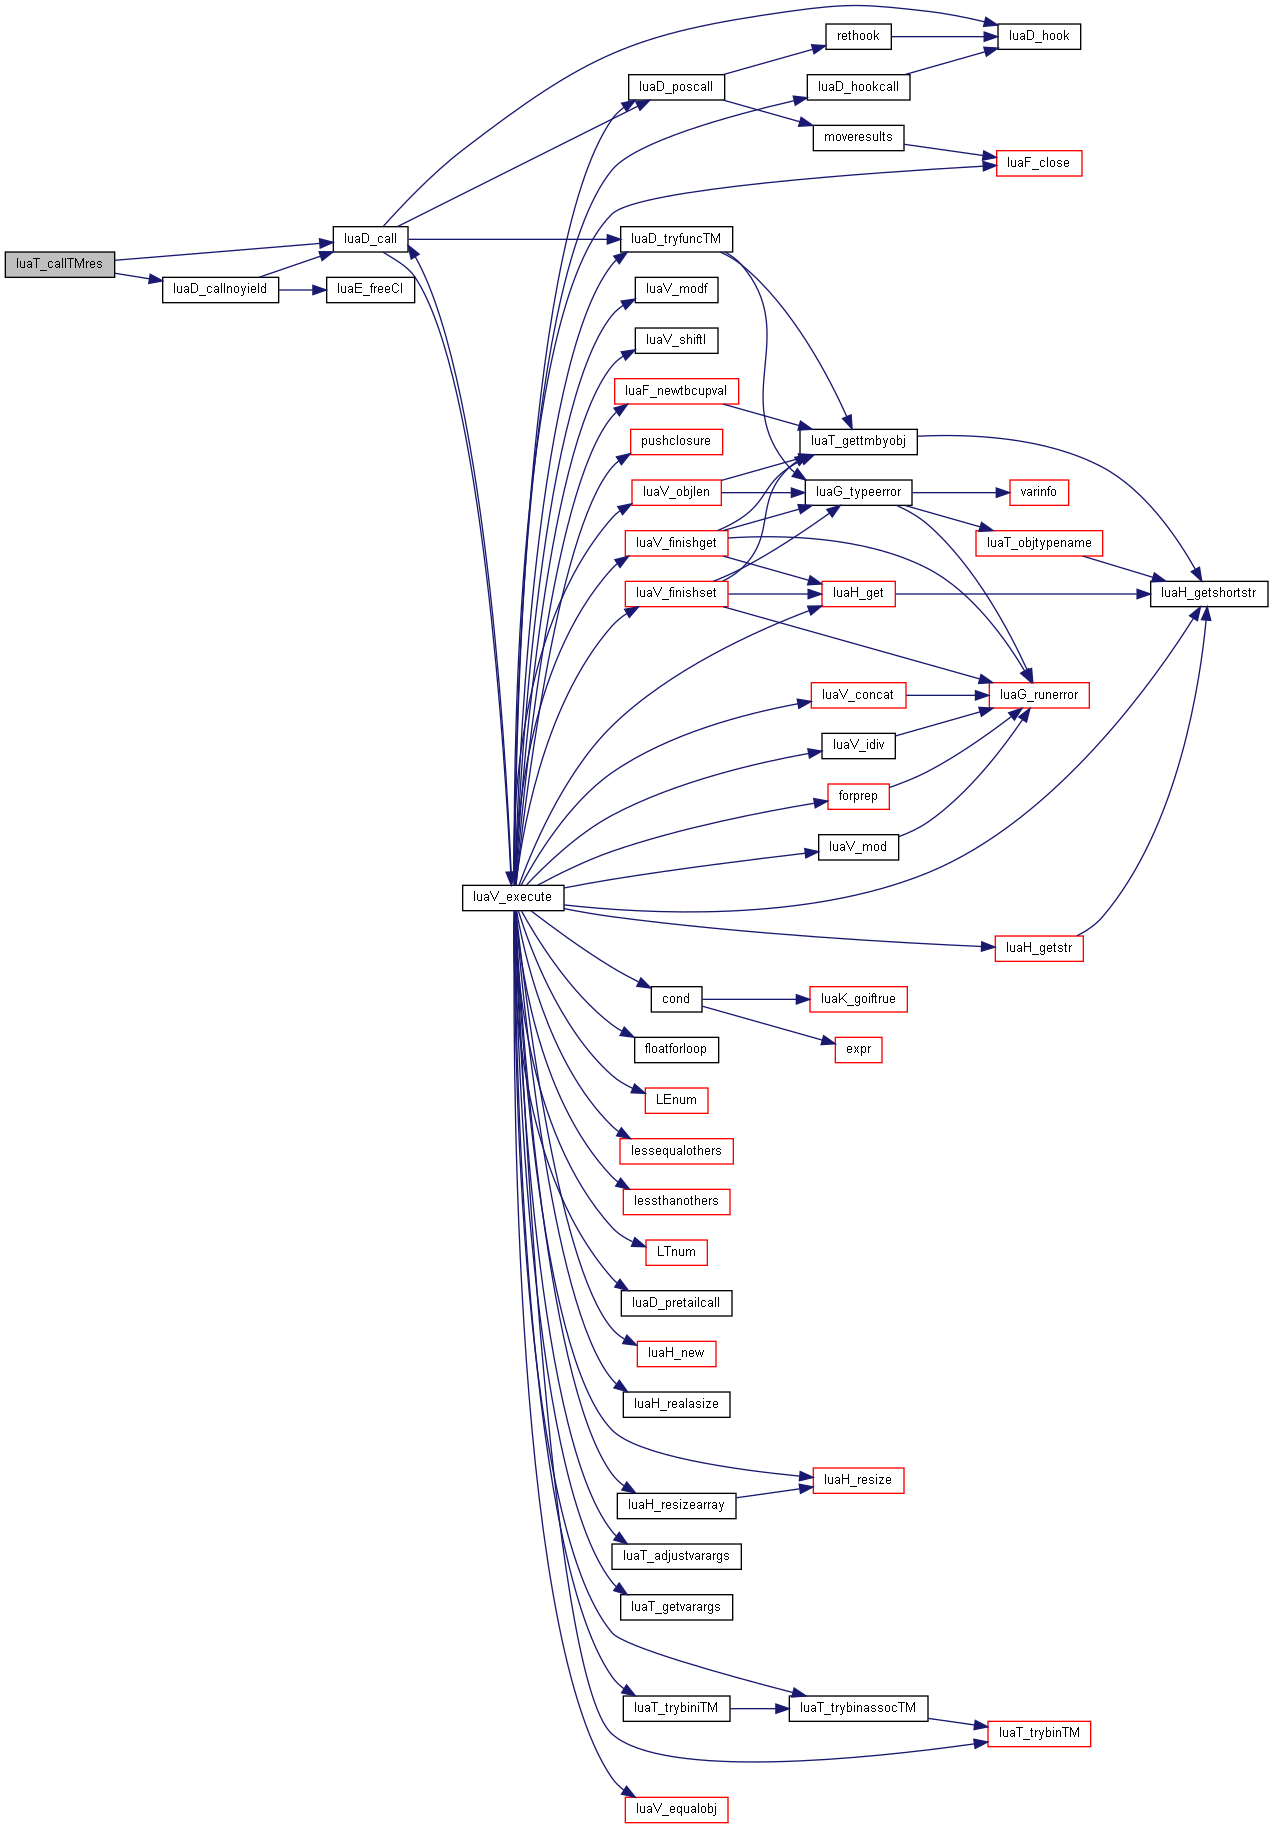 rethook
luaD_hook
luaD_poscall
luaD_hookcall
moveresults
luaF_close
luaD_call
luaD_tryfuncTM
luaT_callTMres
luaD_callnoyield
luaE_freeCI
luaV_modf
luaV_shiftl
luaF_newtbcupval
pushclosure
luaT_gettmbyobj
luaV_objlen
luaG_typeerror
varinfo
luaV_finishget
luaT_objtypename
luaV_finishset
luaH_get
luaH_getshortstr
luaV_concat
luaG_runerror
luaV_idiv
forprep
luaV_mod
luaV_execute
luaH_getstr
cond
luaK_goiftrue
floatforloop
expr
LEnum
lessequalothers
lessthanothers
LTnum
luaD_pretailcall
luaH_new
luaH_realasize
luaH_resize
luaH_resizearray
luaT_adjustvarargs
luaT_getvarargs
luaT_trybiniTM
luaT_trybinassocTM
luaT_trybinTM
luaV_equalobj